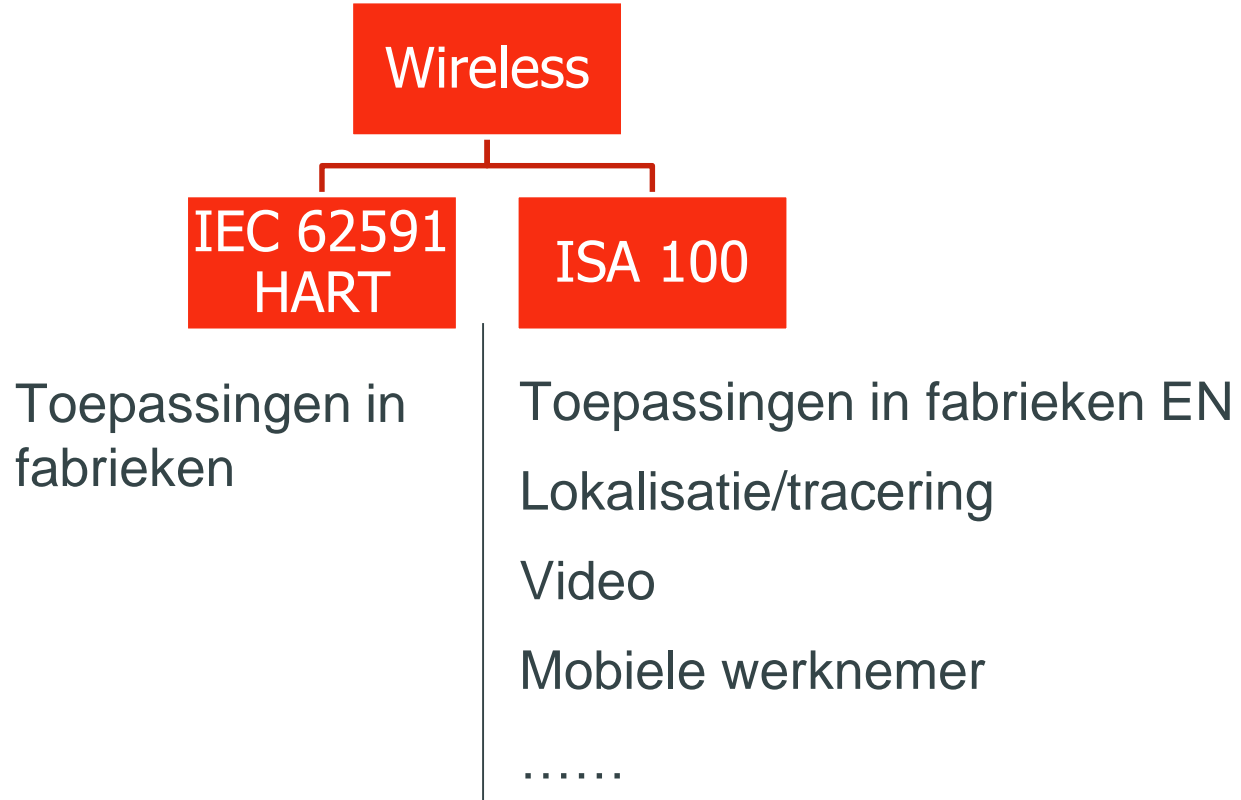 Wireless
IEC 62591
HART
ISA 100
Toepassingen in
fabrieken
Toepassingen in fabrieken EN
Lokalisatie/tracering
Video
Mobiele werknemer
……